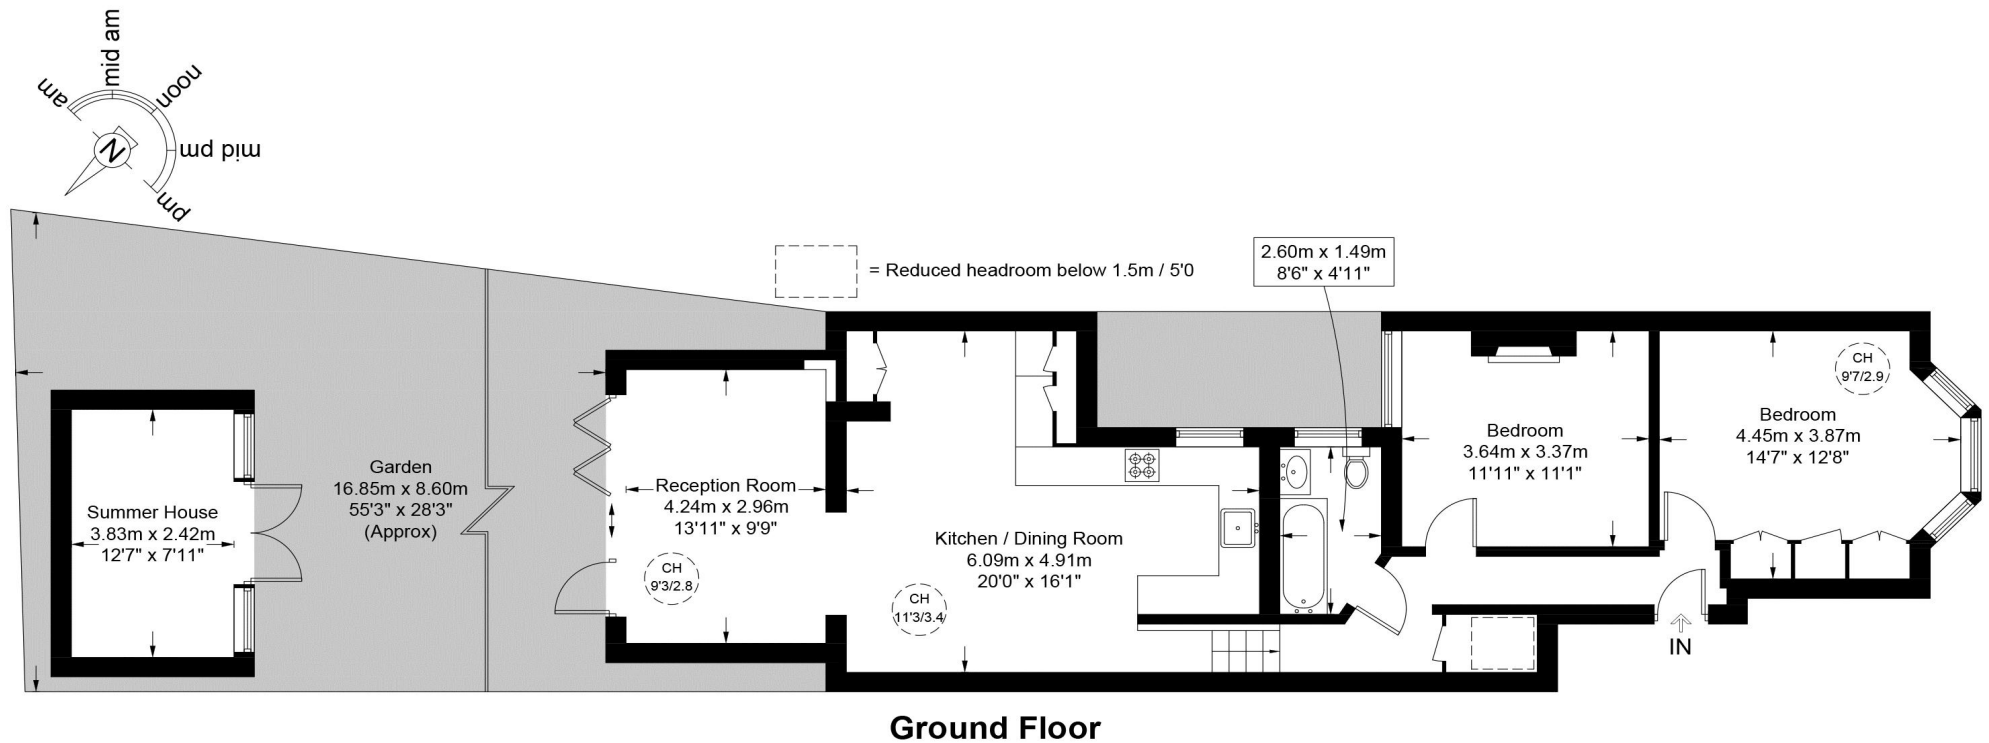 mid am
am
noon
N
mid pm
pm
= Reduced headroom below 1.5m / 5'0
2.60m x 1.49m
8'6" x 4'11"
Garden
16.85m x 8.60m
55'3" x 28'3"
(Approx)
Summer House
3.83m x 2.42m
12'7" x 7'11"
Reception Room
4.24m x 2.96m
13'11" x 9'9"
CH
9'3/2.8
Kitchen / Dining Room
6.09m x 4.91m
20'0" x 16'1"
CH
11'3/3.4
Bedroom
3.64m x 3.37m
11'11" x 11'1"
CH
9'7/2.9
Bedroom
4.45m x 3.87m
14'7" x 12'8"
IN
Ground Floor